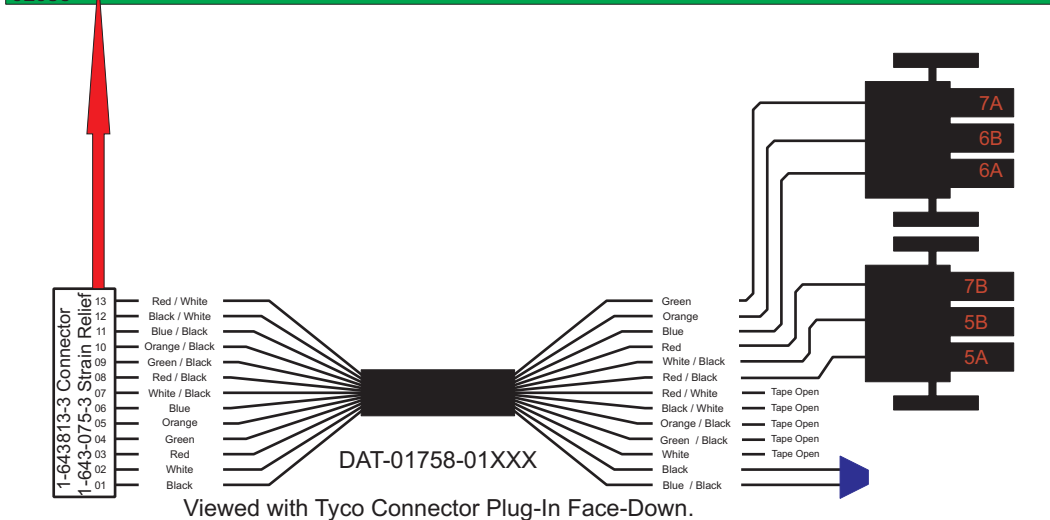 7A
6B
6A
7B
5B
5A
1-643813-3 Connector
1-643-075-3 Strain Relief
13 Red / White
12 Black / White
11 Blue / Black
10 Orange / Black
09 Green / Black
08 Red / Black
07 White / Black
06 Blue
05 Orange
04 Green
03 Red
02 White
01 Black
Green
Orange
Blue
Red
White / Black
Red / Black
Red / White Tape Open
Black / White Tape Open
Orange / Black Tape Open
Green / Black Tape Open
White Tape Open
Black
Blue / Black
DAT-01758-01XXX
Viewed with Tyco Connector Plug-In Face-Down.